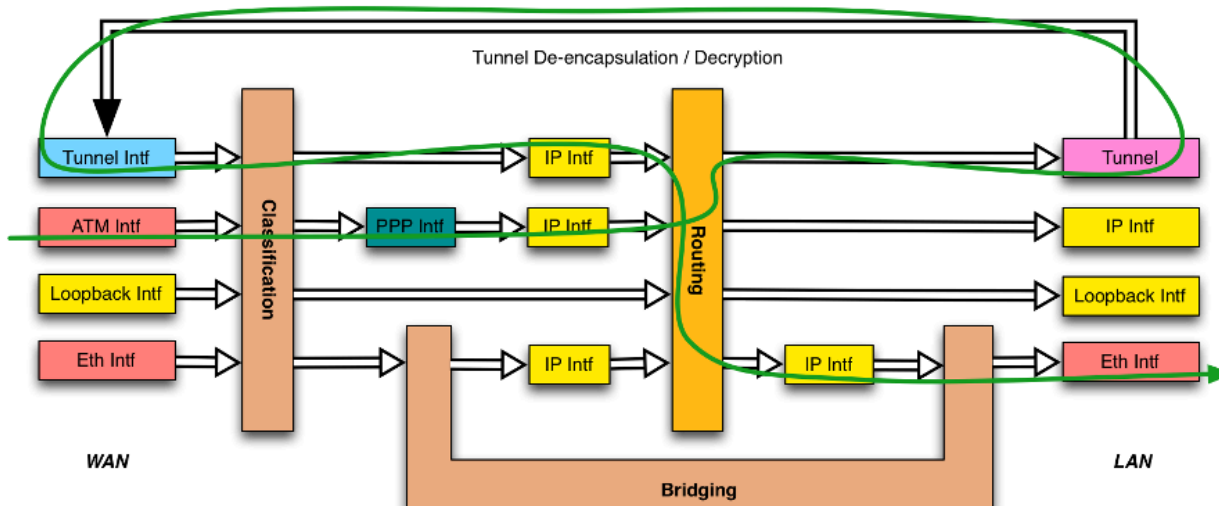 Tunnel De-encapsulation / Decryption
Tunnel Intf
IP Intf
Tunnel
ATM Intf
PPP Intf
IP Intf
IP Intf
Classification
Routing
Loopback Intf
Loopback Intf
Eth Intf
IP Intf
IP Intf
Eth Intf
WAN
LAN
Bridging